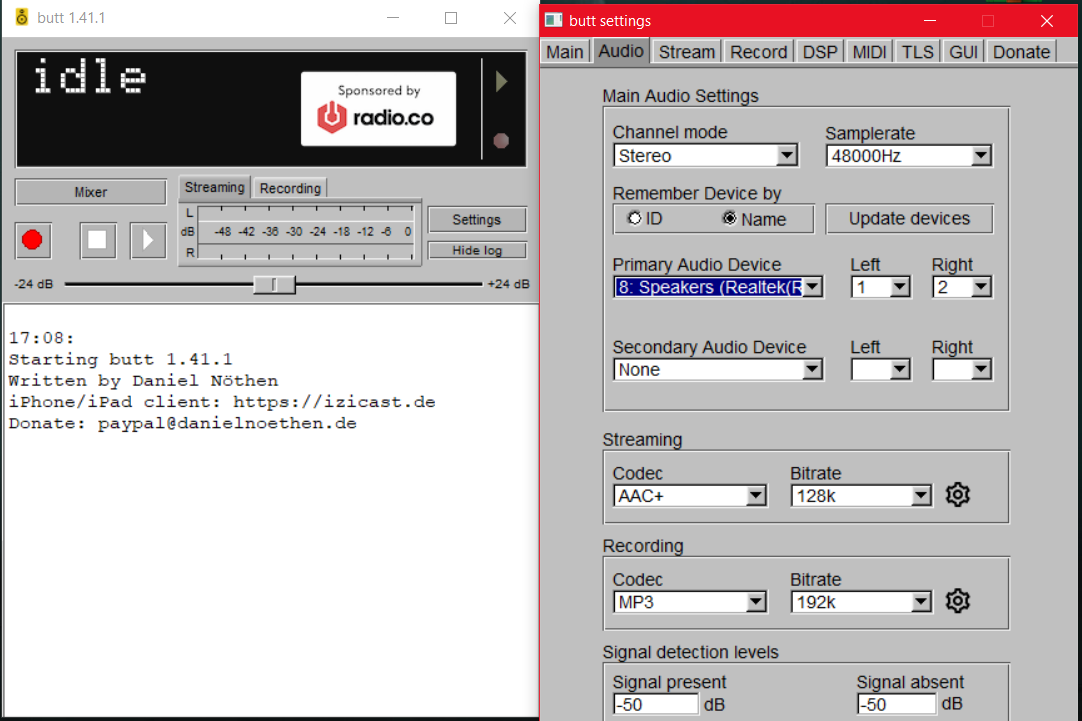 butt 1.41.1
idle
Sponsored by
radio.co
Mixer
Streaming Recording
L
dB -48 -42 -36 -30 -24 -18 -12 -6 0
R
Settings
Hide log
-24 dB +24 dB
17:08:
Starting butt 1.41.1
Written by Daniel Nöthen
iPhone/iPad client: https://izicast.de
Donate: paypal@danielnoethen.de
butt settings
Main Audio Stream Record DSP MIDI TLS GUI Donate
Main Audio Settings
Channel mode Samplerate
Stereo 48000Hz
Remember Device by
ID Name Update devices
Primary Audio Device Left Right
8: Speakers (Realtek(R 1 2
Secondary Audio Device Left Right
None
Streaming
Codec Bitrate
AAC+ 128k
Recording
Codec Bitrate
MP3 192k
Signal detection levels
Signal present Signal absent
-50 dB -50 dB